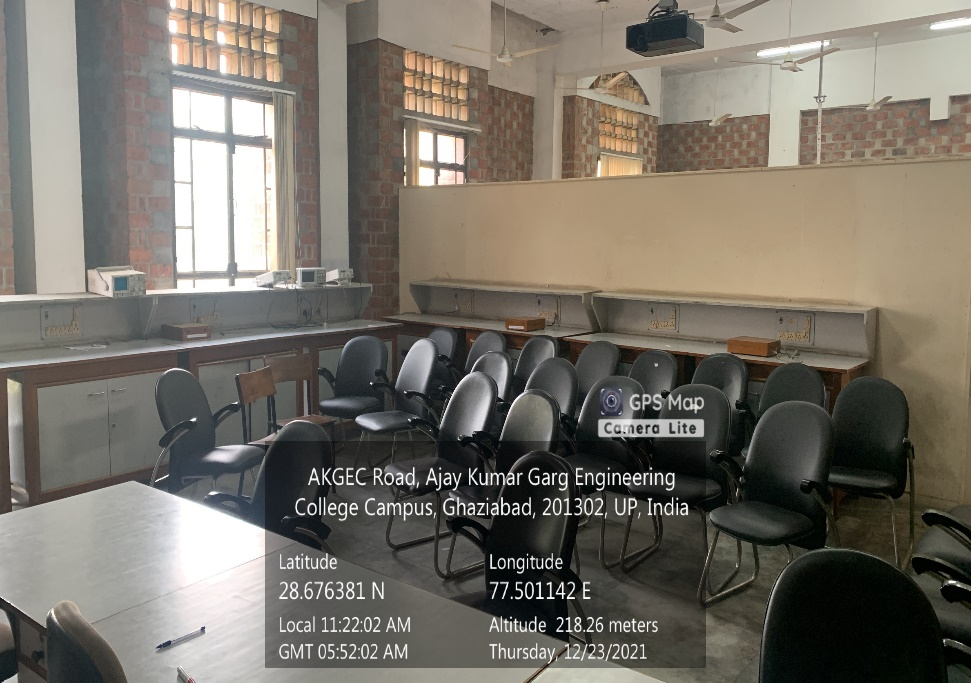 GPS Map
Camera Lite
AKGEC Road, Ajay Kumar Garg Engineering
College Campus, Ghaziabad, 201302, UP, India
Latitude
28.676381 N
Longitude
77.501142 E
Local 11:22:02 AM
GMT 05:52:02 AM
Altitude 218.26 meters
Thursday, 12/23/2021